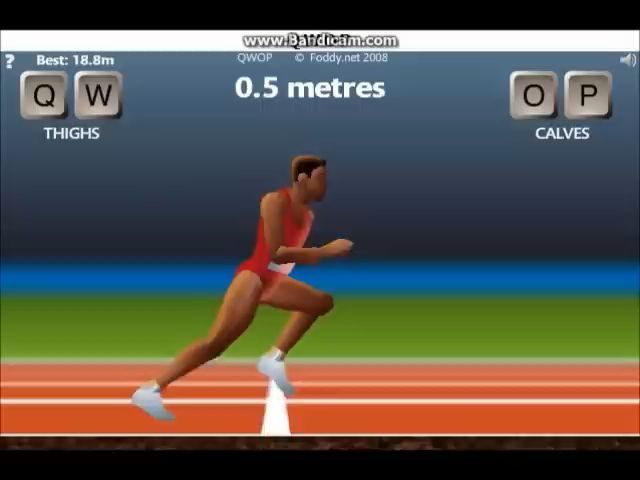 www.Bandicam.com
? Best: 18.8m QWOP © Foddy.net 2008
Q W 0.5 metres O P
THIGHS CALVES